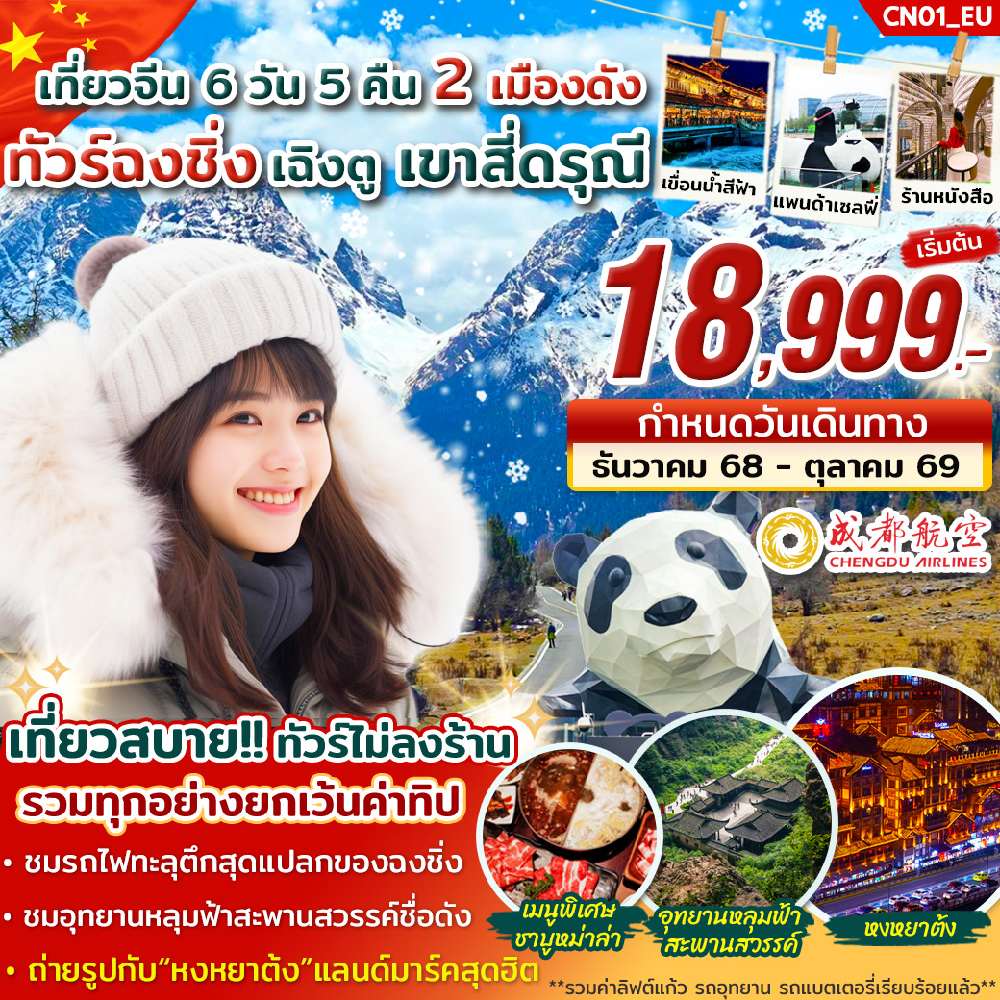 CN01_EU
เที่ยวจีน 6 วัน 5 คืน 2 เมืองดัง
ทัวร์ฉงชิ่ง เฉิงตู เขาสี่ดรุณี
เขื่อนน้ำสีฟ้า
แพนด้าเซลฟี่
ร้านหนังสือ
เริ่มต้น
18,999.-
กำหนดวันเดินทาง
ธันวาคม 68 - ตุลาคม 69
成都航空
CHENGDU AIRLINES
เที่ยวสบาย!! ทัวร์ไม่ลงร้าน
รวมทุกอย่างยกเว้นค่าทิป
• ชมรถไฟทะลุตึกสุดแปลกของฉงชิ่ง
• ชมอุทยานหลุมฟ้าสะพานสวรรค์ชื่อดัง
• ถ่ายรูปกับ“หงหยาต้ง”แลนด์มาร์คสุดฮิต
เมนูพิเศษ
ชาบูหม่าล่า
อุทยานหลุมฟ้า
สะพานสวรรค์
หงหยาต้ง
**รวมค่าลิฟต์แก้ว รถอุทยาน รถแบตเตอรี่เรียบร้อยแล้ว**